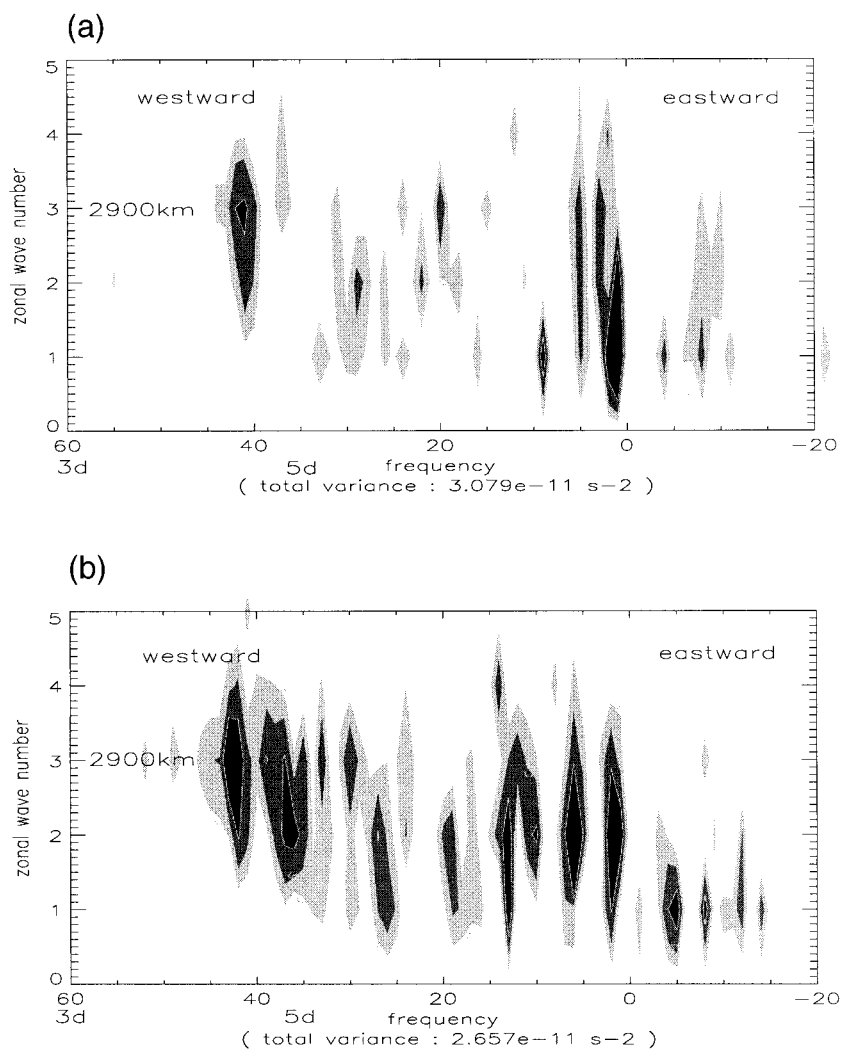 (a)
5
westward
eastward
4
zonal wave number
3
2900km
2
1
0
60
40
20
0
−20
3d
5d
frequency
( total variance : 3.079e−11 s−2 )
(b)
5
westward
eastward
4
zonal wave number
3
2900km
2
1
0
60
40
20
0
−20
3d
5d
frequency
( total variance : 2.657e−11 s−2 )